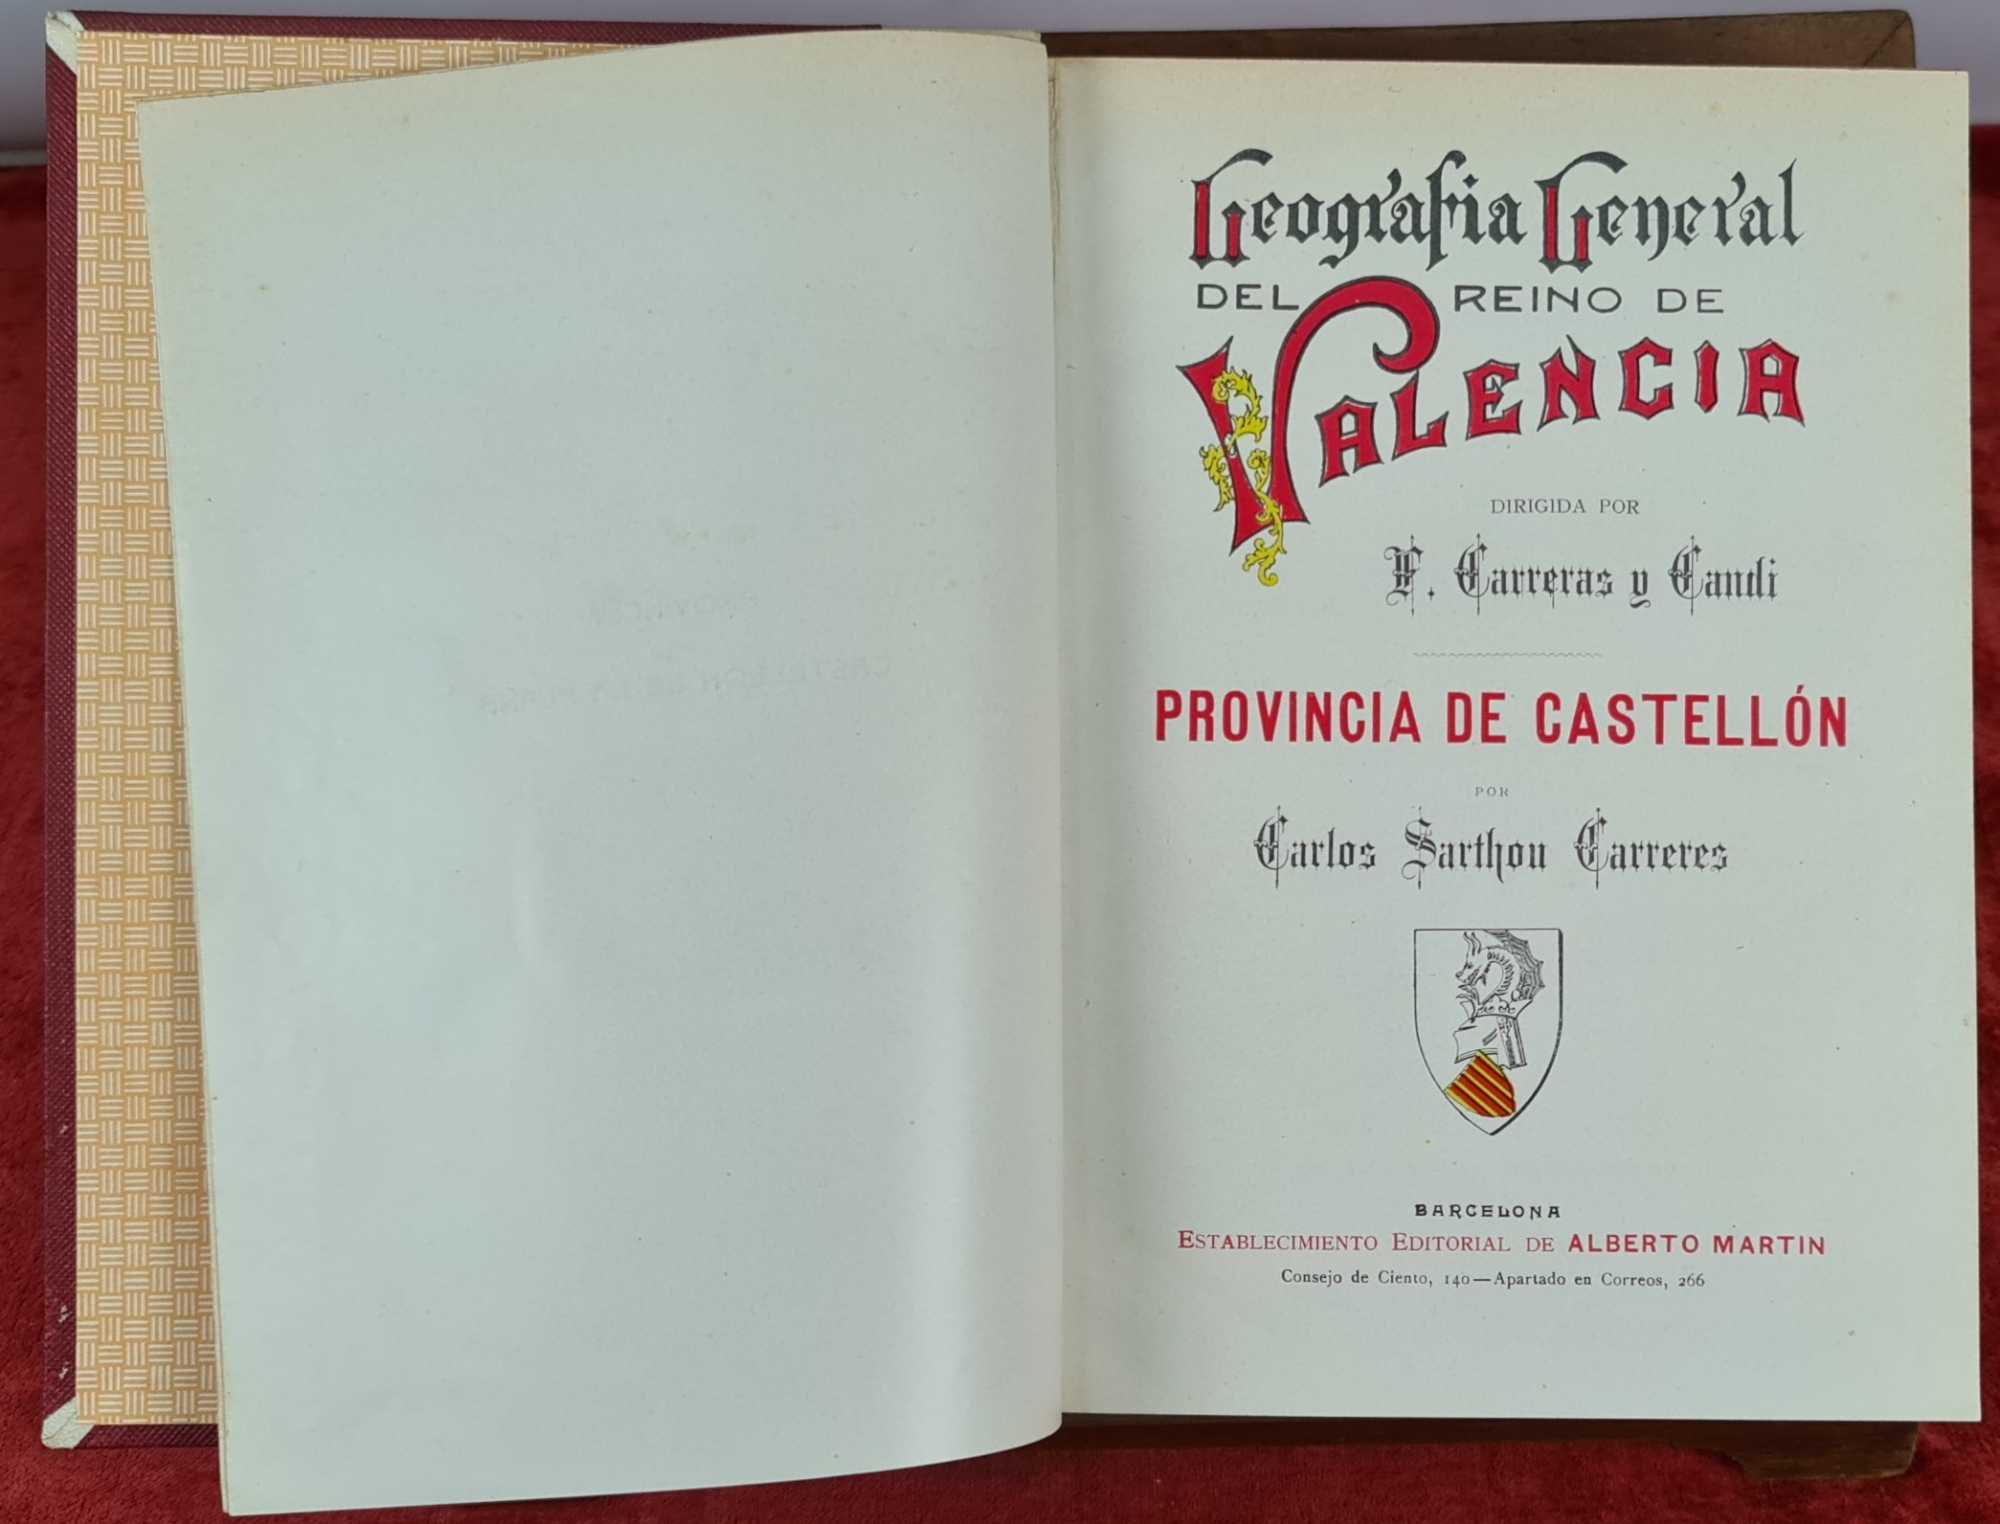 Geografia General
DEL REINO DE
VALENCIA
DIRIGIDA POR
F. Carreras y Candi
PROVINCIA DE CASTELLÓN
POR
Carlos Sarthou Carreres
BARCELONA
ESTABLECIMIENTO EDITORIAL DE ALBERTO MARTIN
Consejo de Ciento, 140—Apartado en Correos, 266